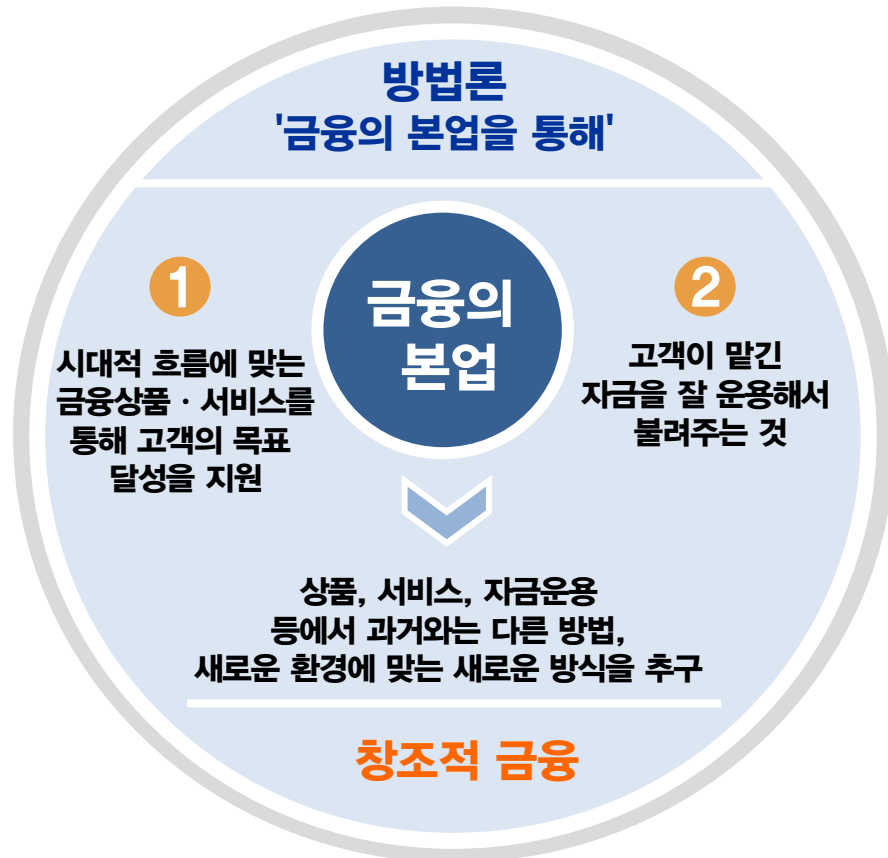 방법론
'금융의 본업을 통해'
금융의
본업
1
시대적 흐름에 맞는
금융상품 · 서비스를
통해 고객의 목표
달성을 지원
2
고객이 맡긴
자금을 잘 운용해서
불려주는 것
상품, 서비스, 자금운용
등에서 과거와는 다른 방법,
새로운 환경에 맞는 새로운 방식을 추구
창조적 금융